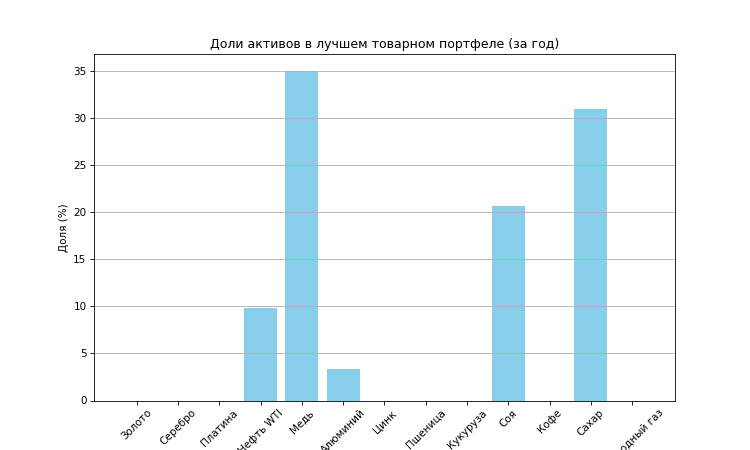 Доли активов в лучшем товарном портфеле (за год)
Доля (%)
35
30
25
20
15
10
5
0
Золото
Серебро
Платина
Нефть WTI
Медь
Алюминий
Цинк
Пшеница
Кукуруза
Соя
Кофе
Сахар
газ